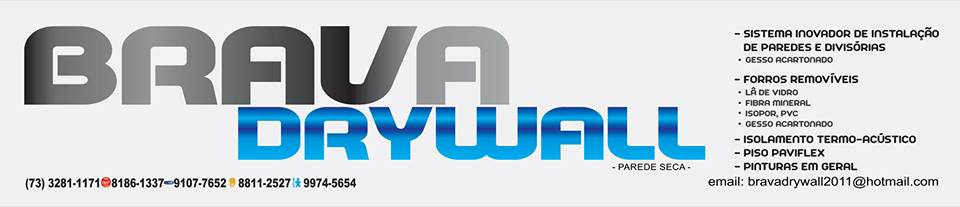 BRAVA
DRYWALL
- PAREDE SECA -
(73) 3281-1171 8186-1337 9107-7652 8811-2527 9974-5654
- SISTEMA INOVADOR DE INSTALAÇÃO
DE PAREDES E DIVISÓRIAS
• GESSO ACARTONADO
- FORROS REMOVÍVEIS
• LÃ DE VIDRO
• FIBRA MINERAL
• ISOPOR, PVC
• GESSO ACARTONADO
- ISOLAMENTO TERMO-ACÚSTICO
- PISO PAVIFLEX
- PINTURAS EM GERAL
email: bravadrywall2011@hotmail.com